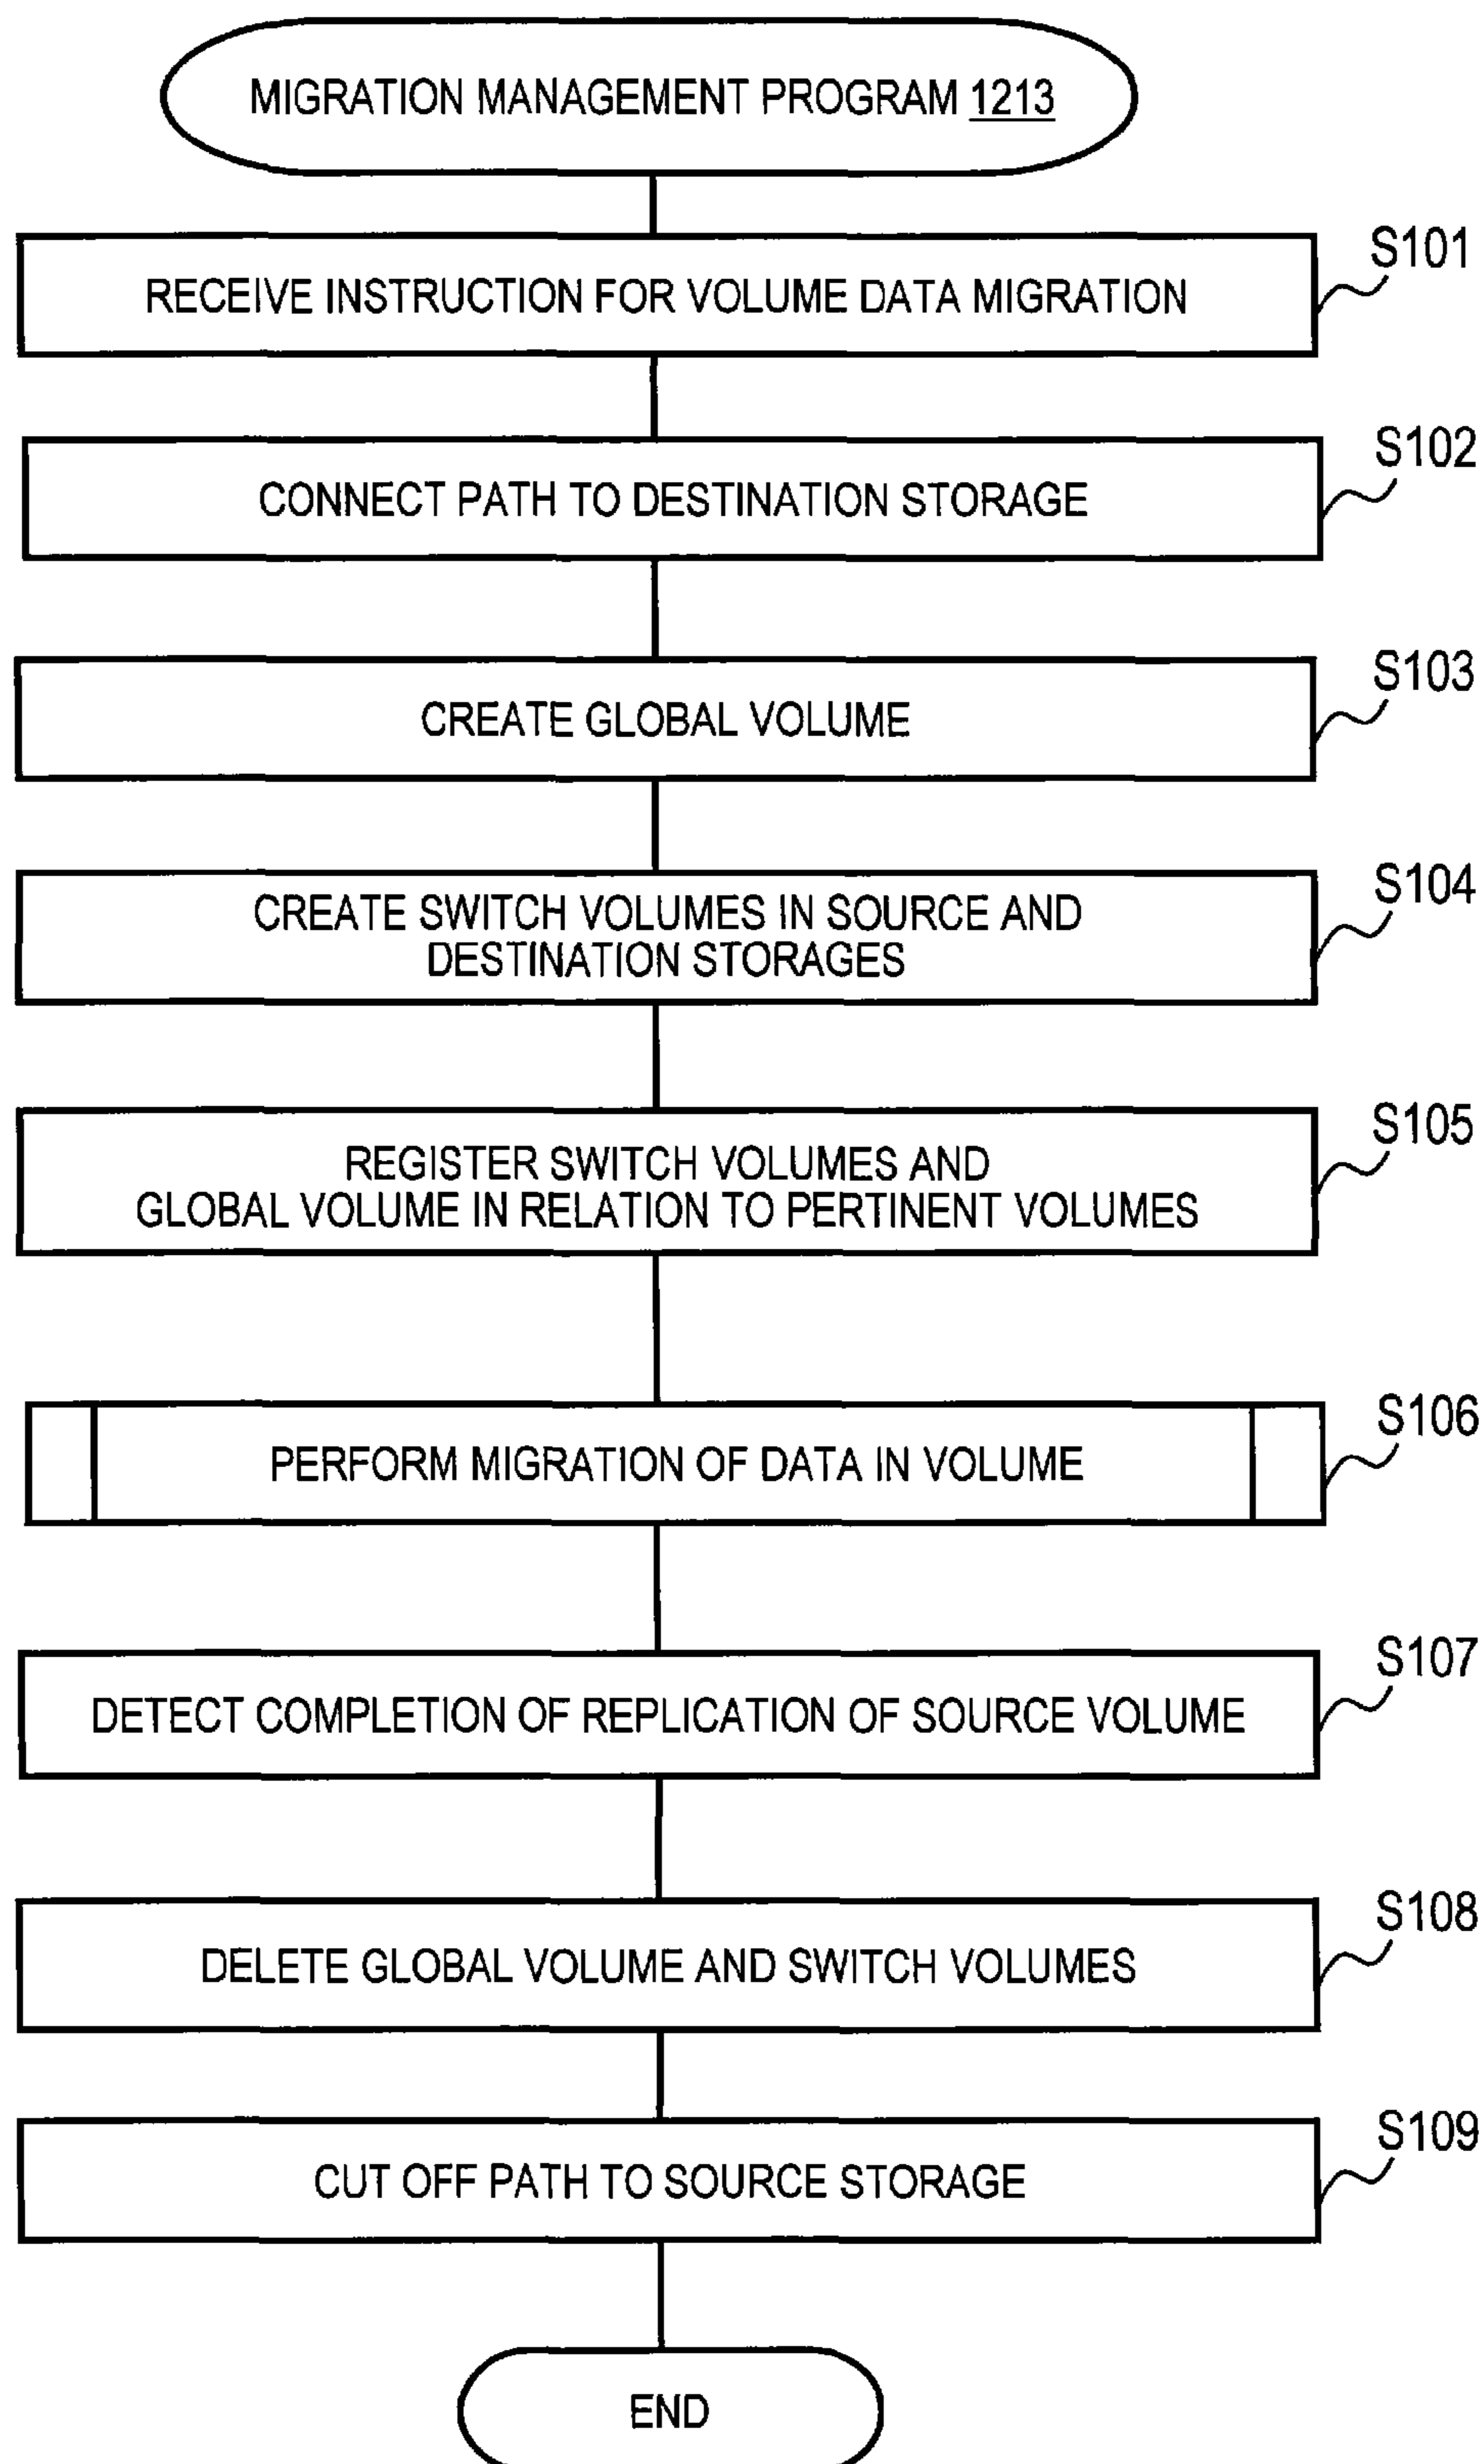 MIGRATION MANAGEMENT PROGRAM 1213
S101
RECEIVE INSTRUCTION FOR VOLUME DATA MIGRATION
S102
CONNECT PATH TO DESTINATION STORAGE
S103
CREATE GLOBAL VOLUME
S104
CREATE SWITCH VOLUMES IN SOURCE AND
DESTINATION STORAGES
S105
REGISTER SWITCH VOLUMES AND
GLOBAL VOLUME IN RELATION TO PERTINENT VOLUMES
S106
PERFORM MIGRATION OF DATA IN VOLUME
S107
DETECT COMPLETION OF REPLICATION OF SOURCE VOLUME
S108
DELETE GLOBAL VOLUME AND SWITCH VOLUMES
S109
CUT OFF PATH TO SOURCE STORAGE
END